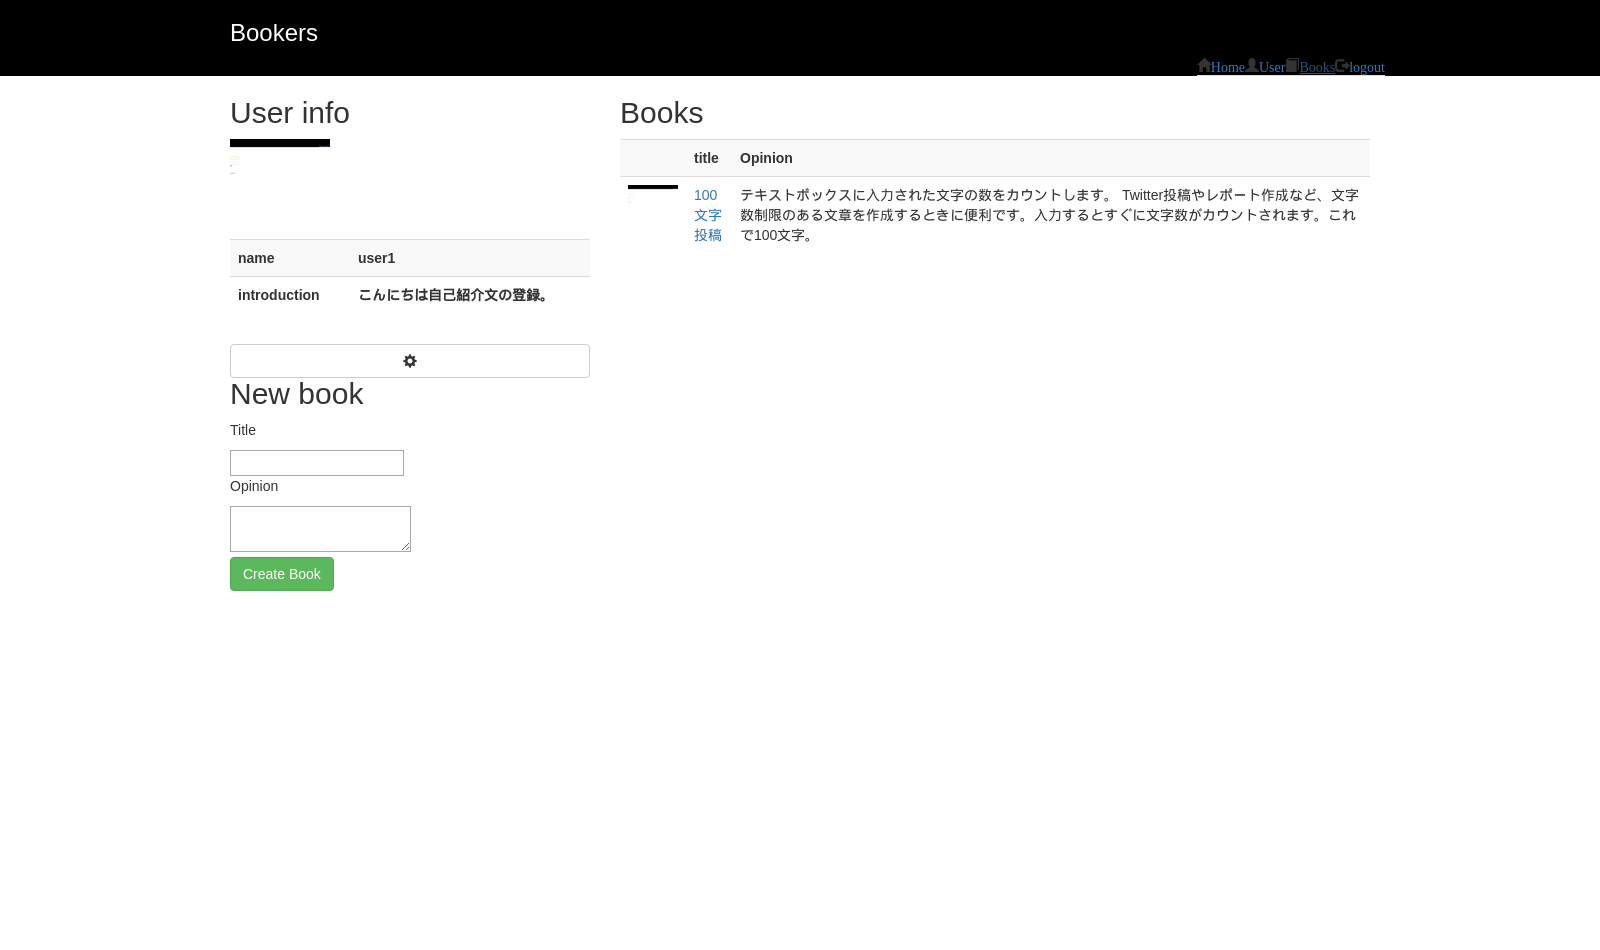 Bookers
Home User Books logout
User info
name user1
introduction こんにちは自己紹介文の登録。
New book
Title
Opinion
Create Book
Books
title Opinion
100文字投稿
テキストボックスに入力された文字の数をカウントします。 Twitter投稿やレポート作成など、文字
数制限のある文章を作成するときに便利です。入力するとすぐに文字数がカウントされます。これ
で100文字。